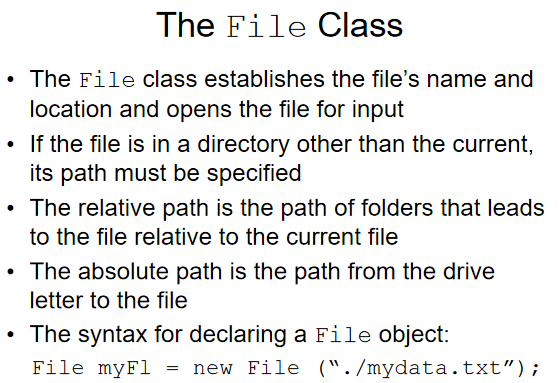 The File Class
• The File class establishes the file’s name and
location and opens the file for input
• If the file is in a directory other than the current,
its path must be specified
• The relative path is the path of folders that leads
to the file relative to the current file
• The absolute path is the path from the drive
letter to the file
• The syntax for declaring a File object:
File myFl = new File (“./mydata.txt”);